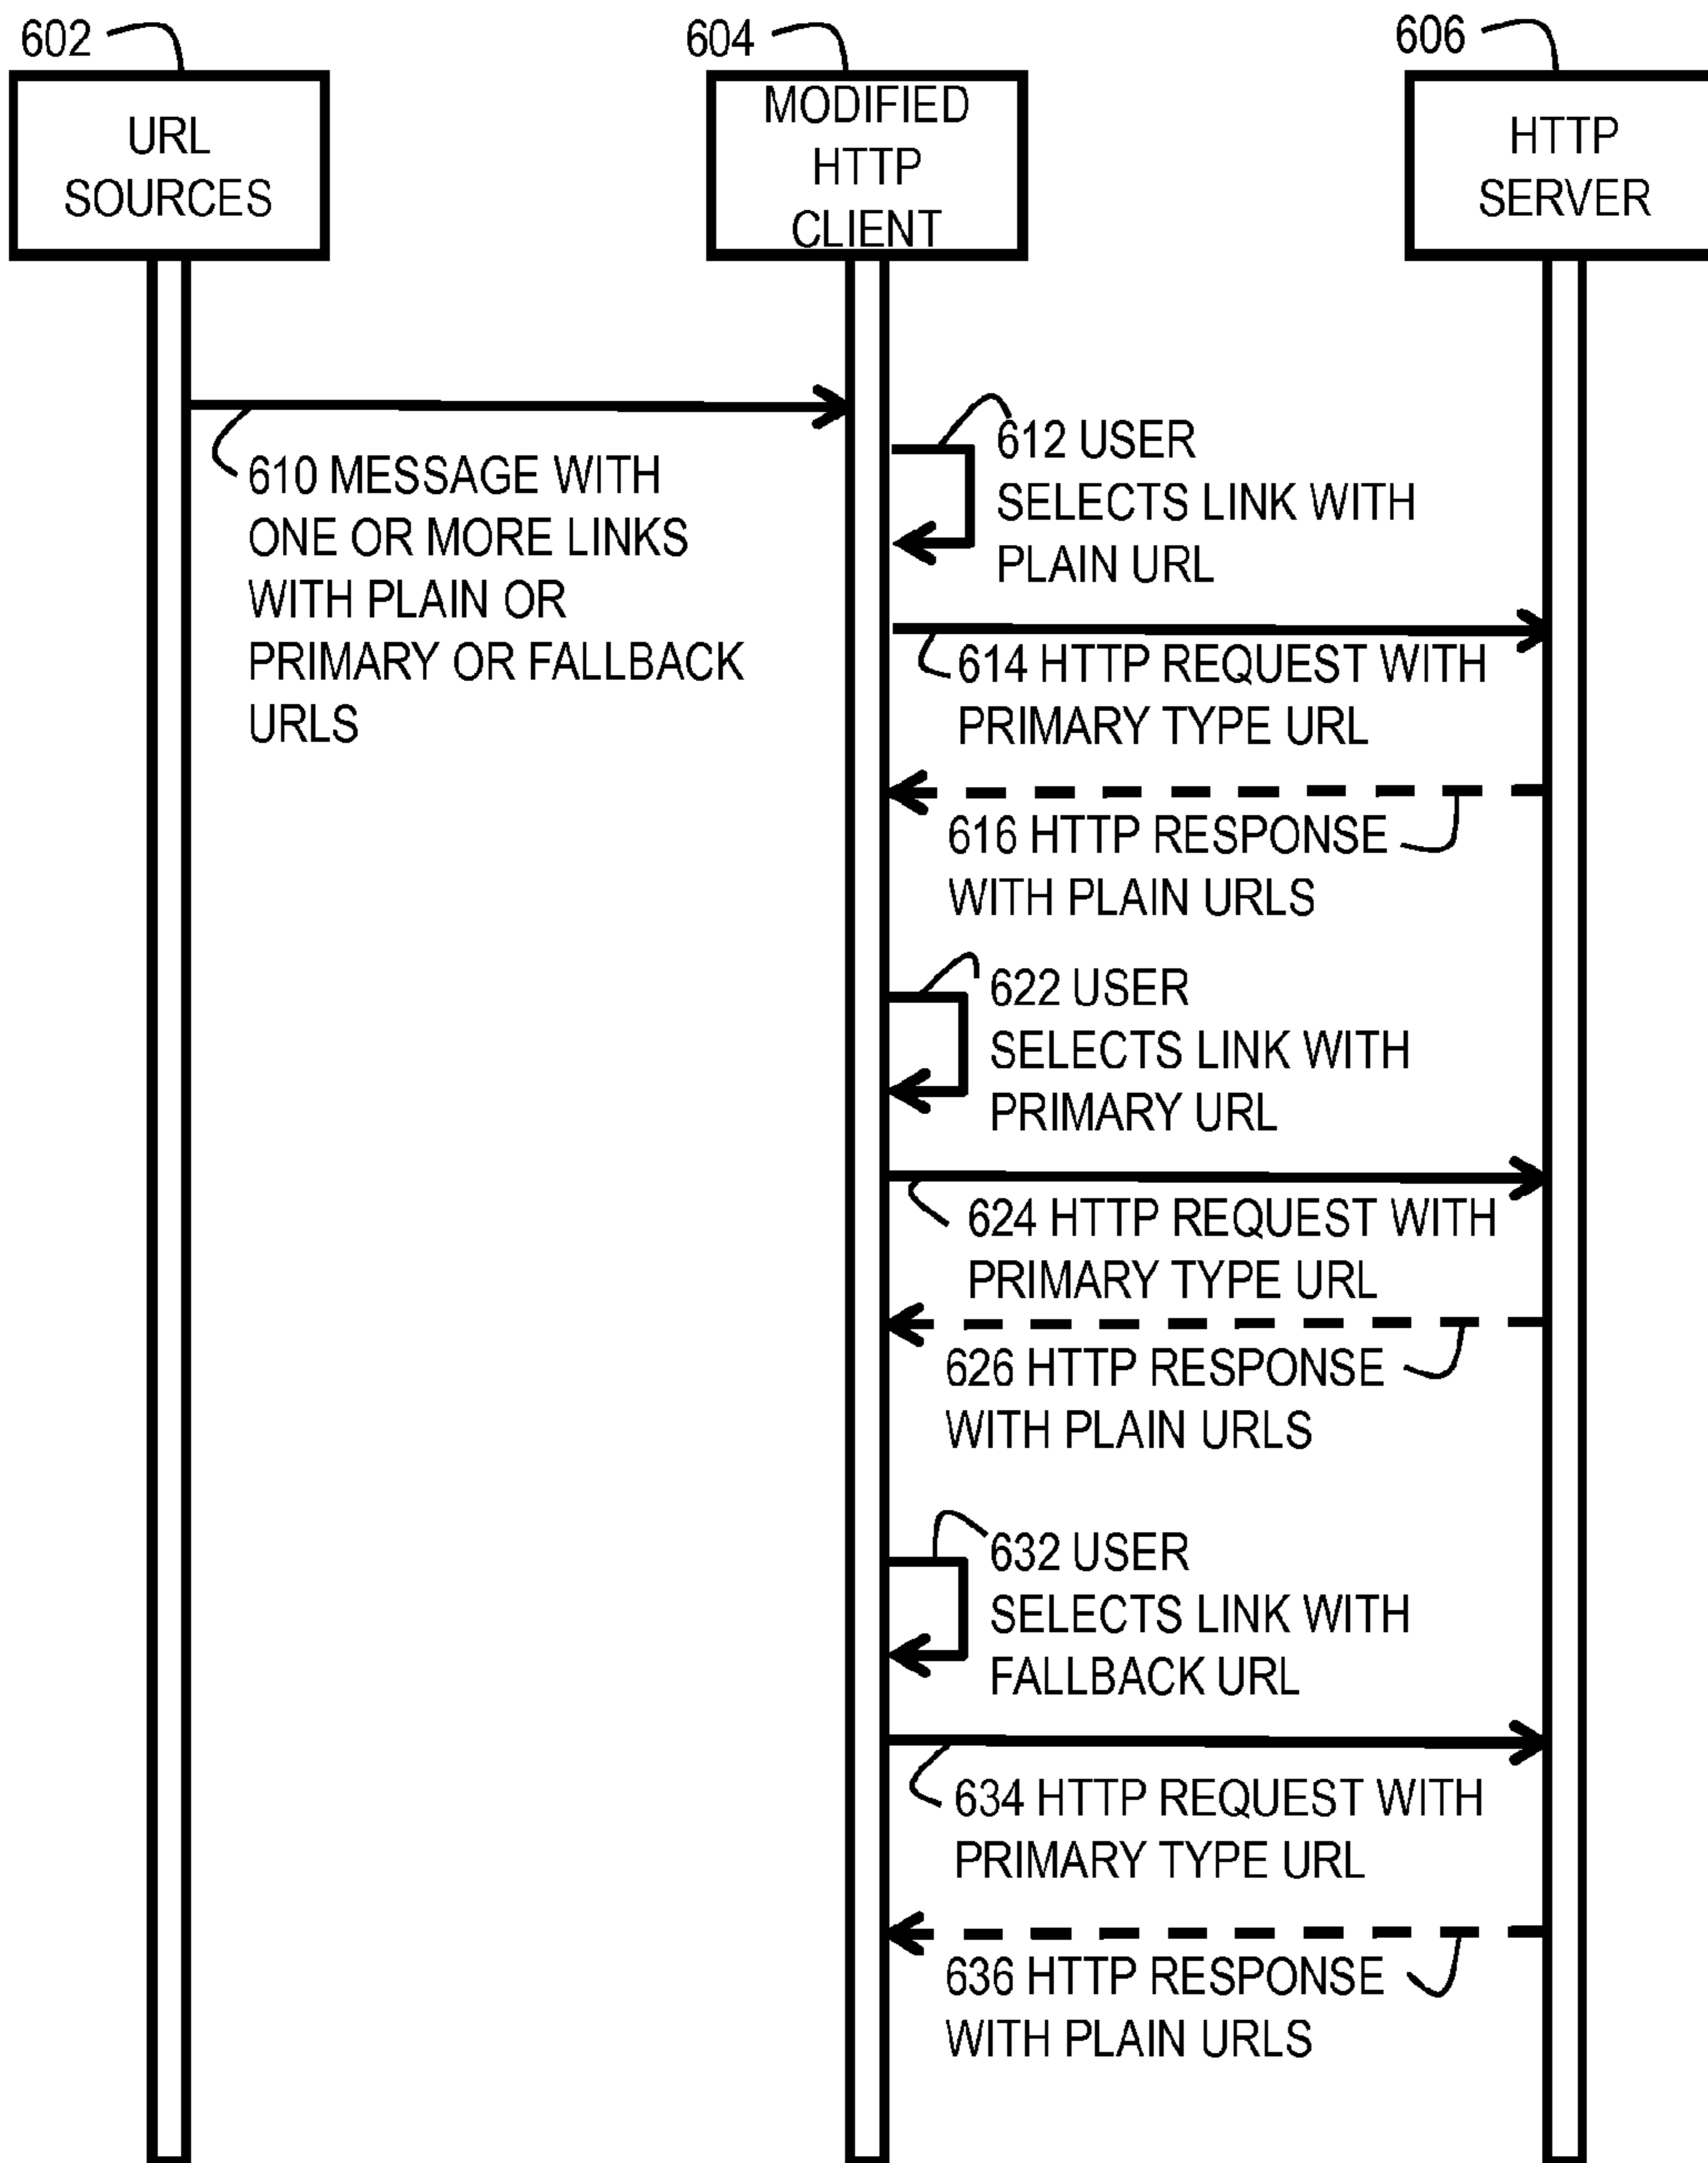 602
604
606
URL
SOURCES
MODIFIED
HTTP
CLIENT
HTTP
SERVER
610 MESSAGE WITH
ONE OR MORE LINKS
WITH PLAIN OR
PRIMARY OR FALLBACK
URLS
612 USER
SELECTS LINK WITH
PLAIN URL
614 HTTP REQUEST WITH
PRIMARY TYPE URL
616 HTTP RESPONSE
WITH PLAIN URLS
622 USER
SELECTS LINK WITH
PRIMARY URL
624 HTTP REQUEST WITH
PRIMARY TYPE URL
626 HTTP RESPONSE
WITH PLAIN URLS
632 USER
SELECTS LINK WITH
FALLBACK URL
634 HTTP REQUEST WITH
PRIMARY TYPE URL
636 HTTP RESPONSE
WITH PLAIN URLS